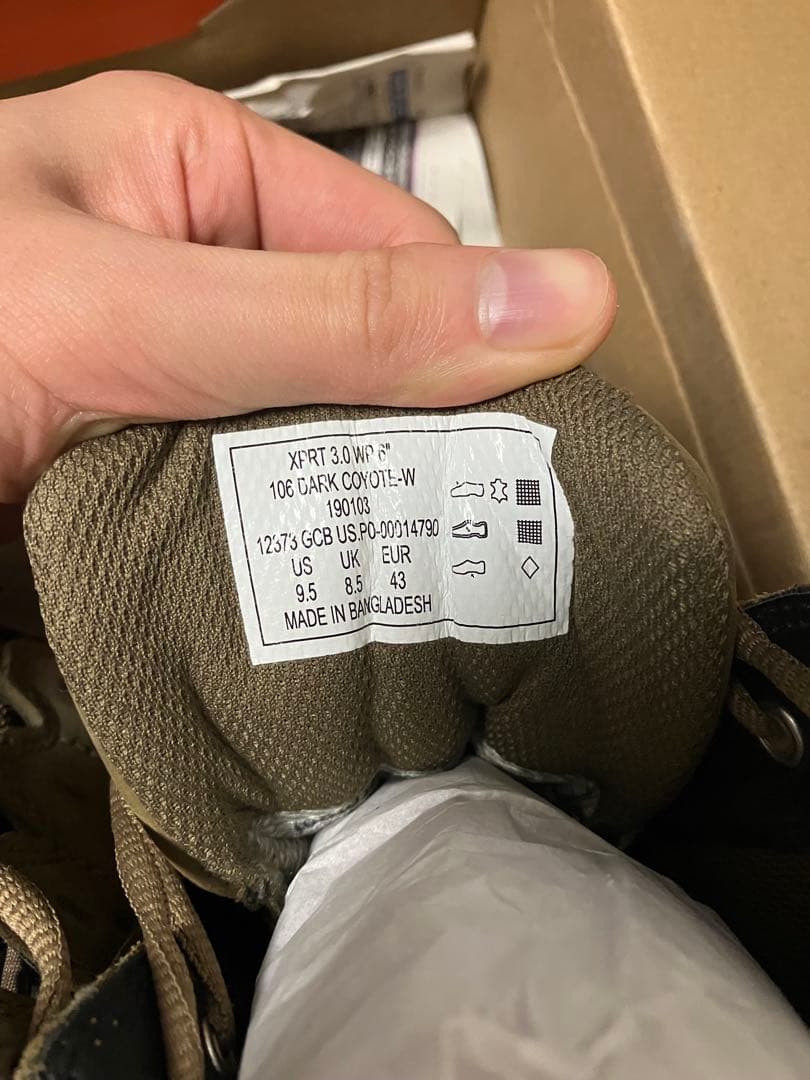 XPRT 3.0 WP 6"
106 DARK COYOTE-W
190103
12373 GCB US.PO-00014790
US UK EUR
9.5 8.5 43
MADE IN BANGLADESH